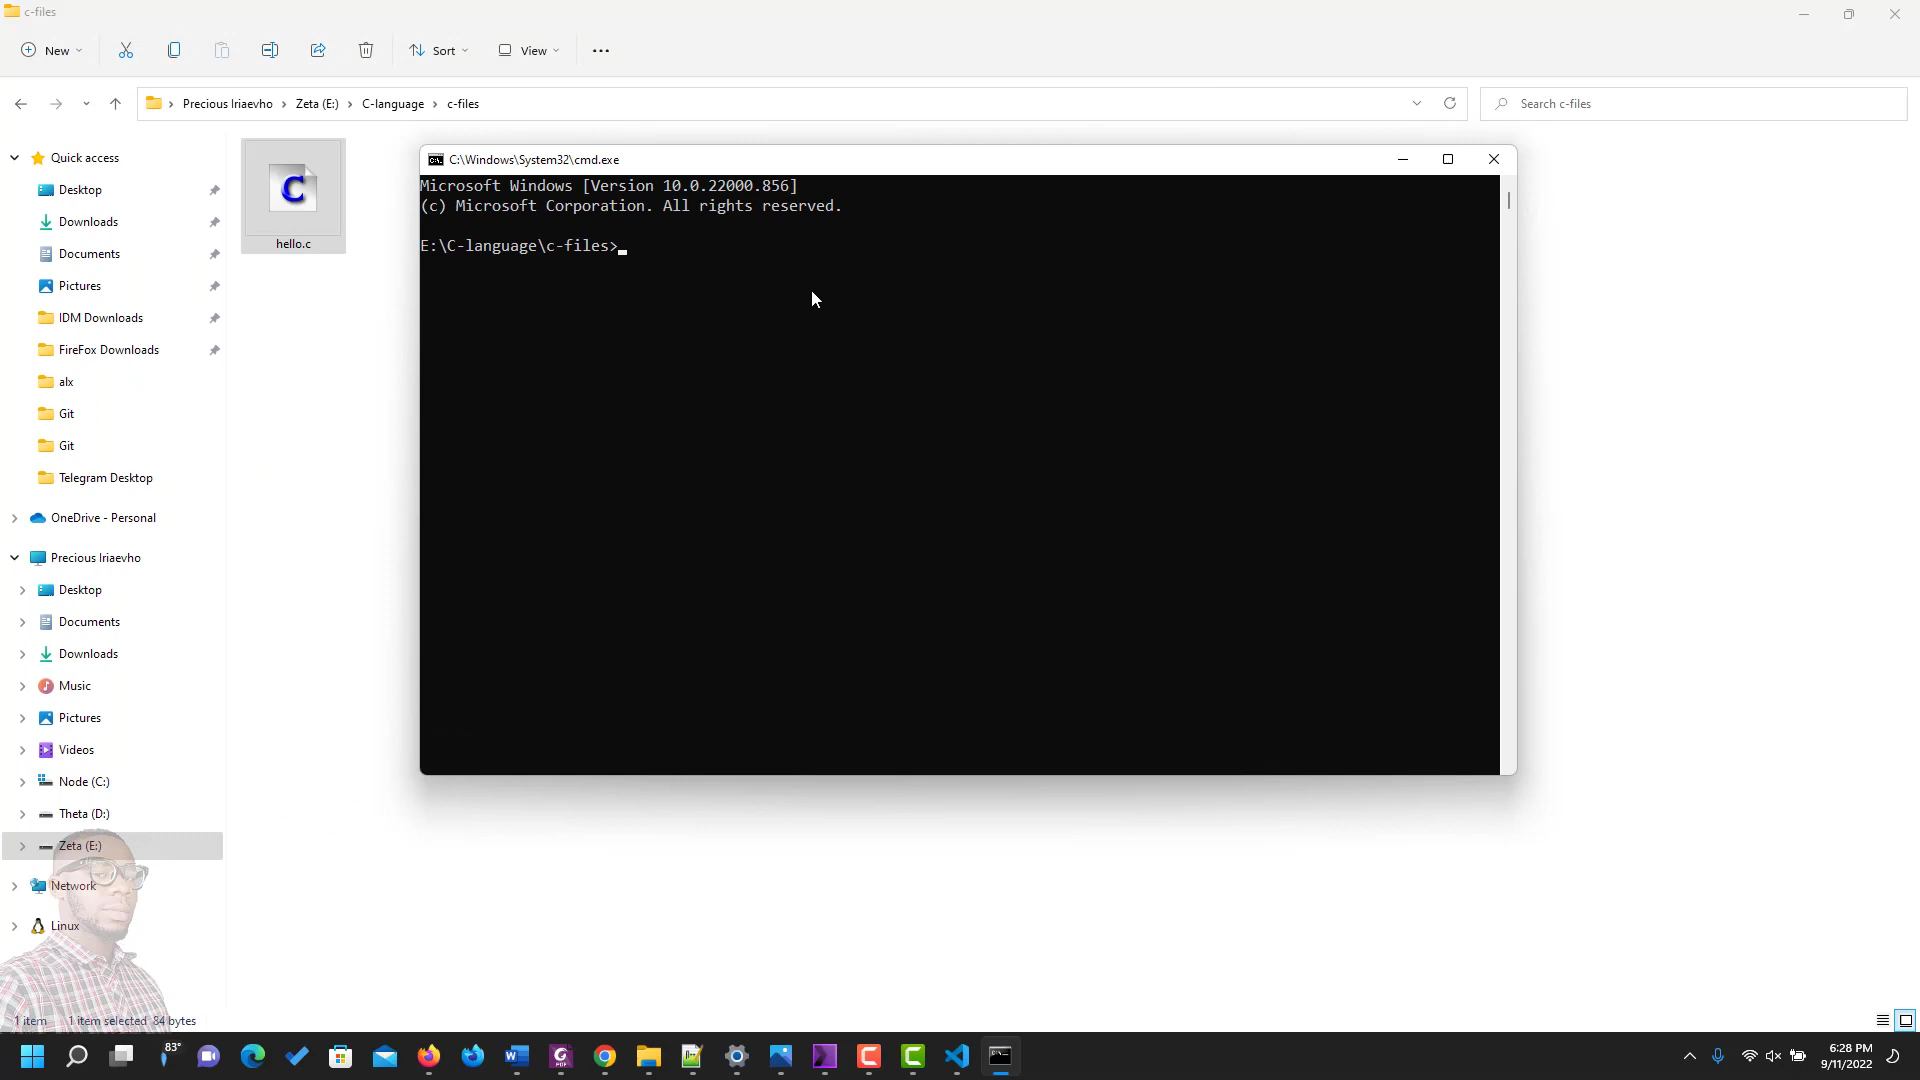 c-files
New
Sort
View
Precious Iriaevho
Zeta (E:)
C-language
c-files
Search c-files
Quick access
Desktop
Downloads
Documents
Pictures
IDM Downloads
FireFox Downloads
alx
Git
Git
Telegram Desktop
OneDrive - Personal
Precious Iriaevho
Desktop
Documents
Downloads
Music
Pictures
Videos
Node (C:)
Theta (D:)
Zeta (E:)
Network
Linux
hello.c
C:\Windows\System32\cmd.exe
Microsoft Windows [Version 10.0.22000.856]
(c) Microsoft Corporation. All rights reserved.
E:\C-language\c-files>
1 item 1 item selected 84 bytes
83°
6:28 PM
9/11/2022